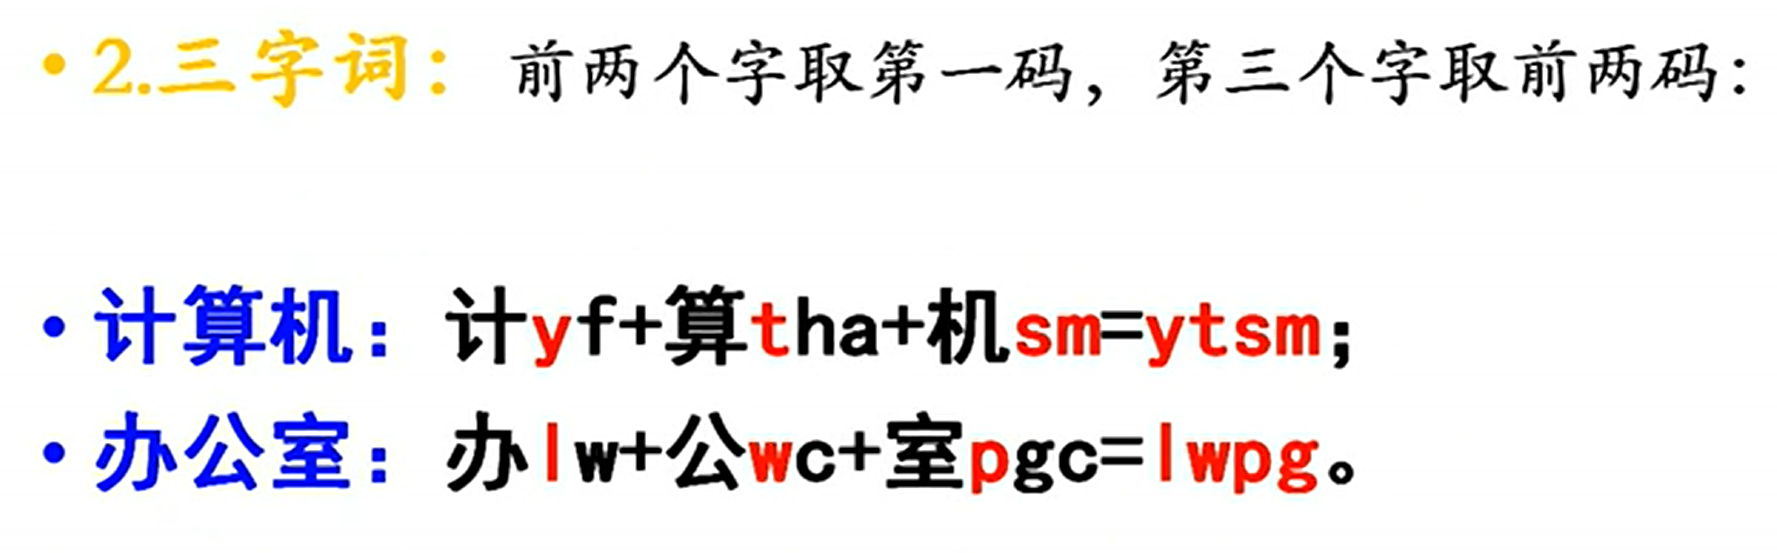 • 2.三字词： 前两个字取第一码，第三个字取前两码：
• 计算机： 计yf+算tha+机sm=ytsm；
• 办公室： 办lw+公wc+室pgc=lwpg。